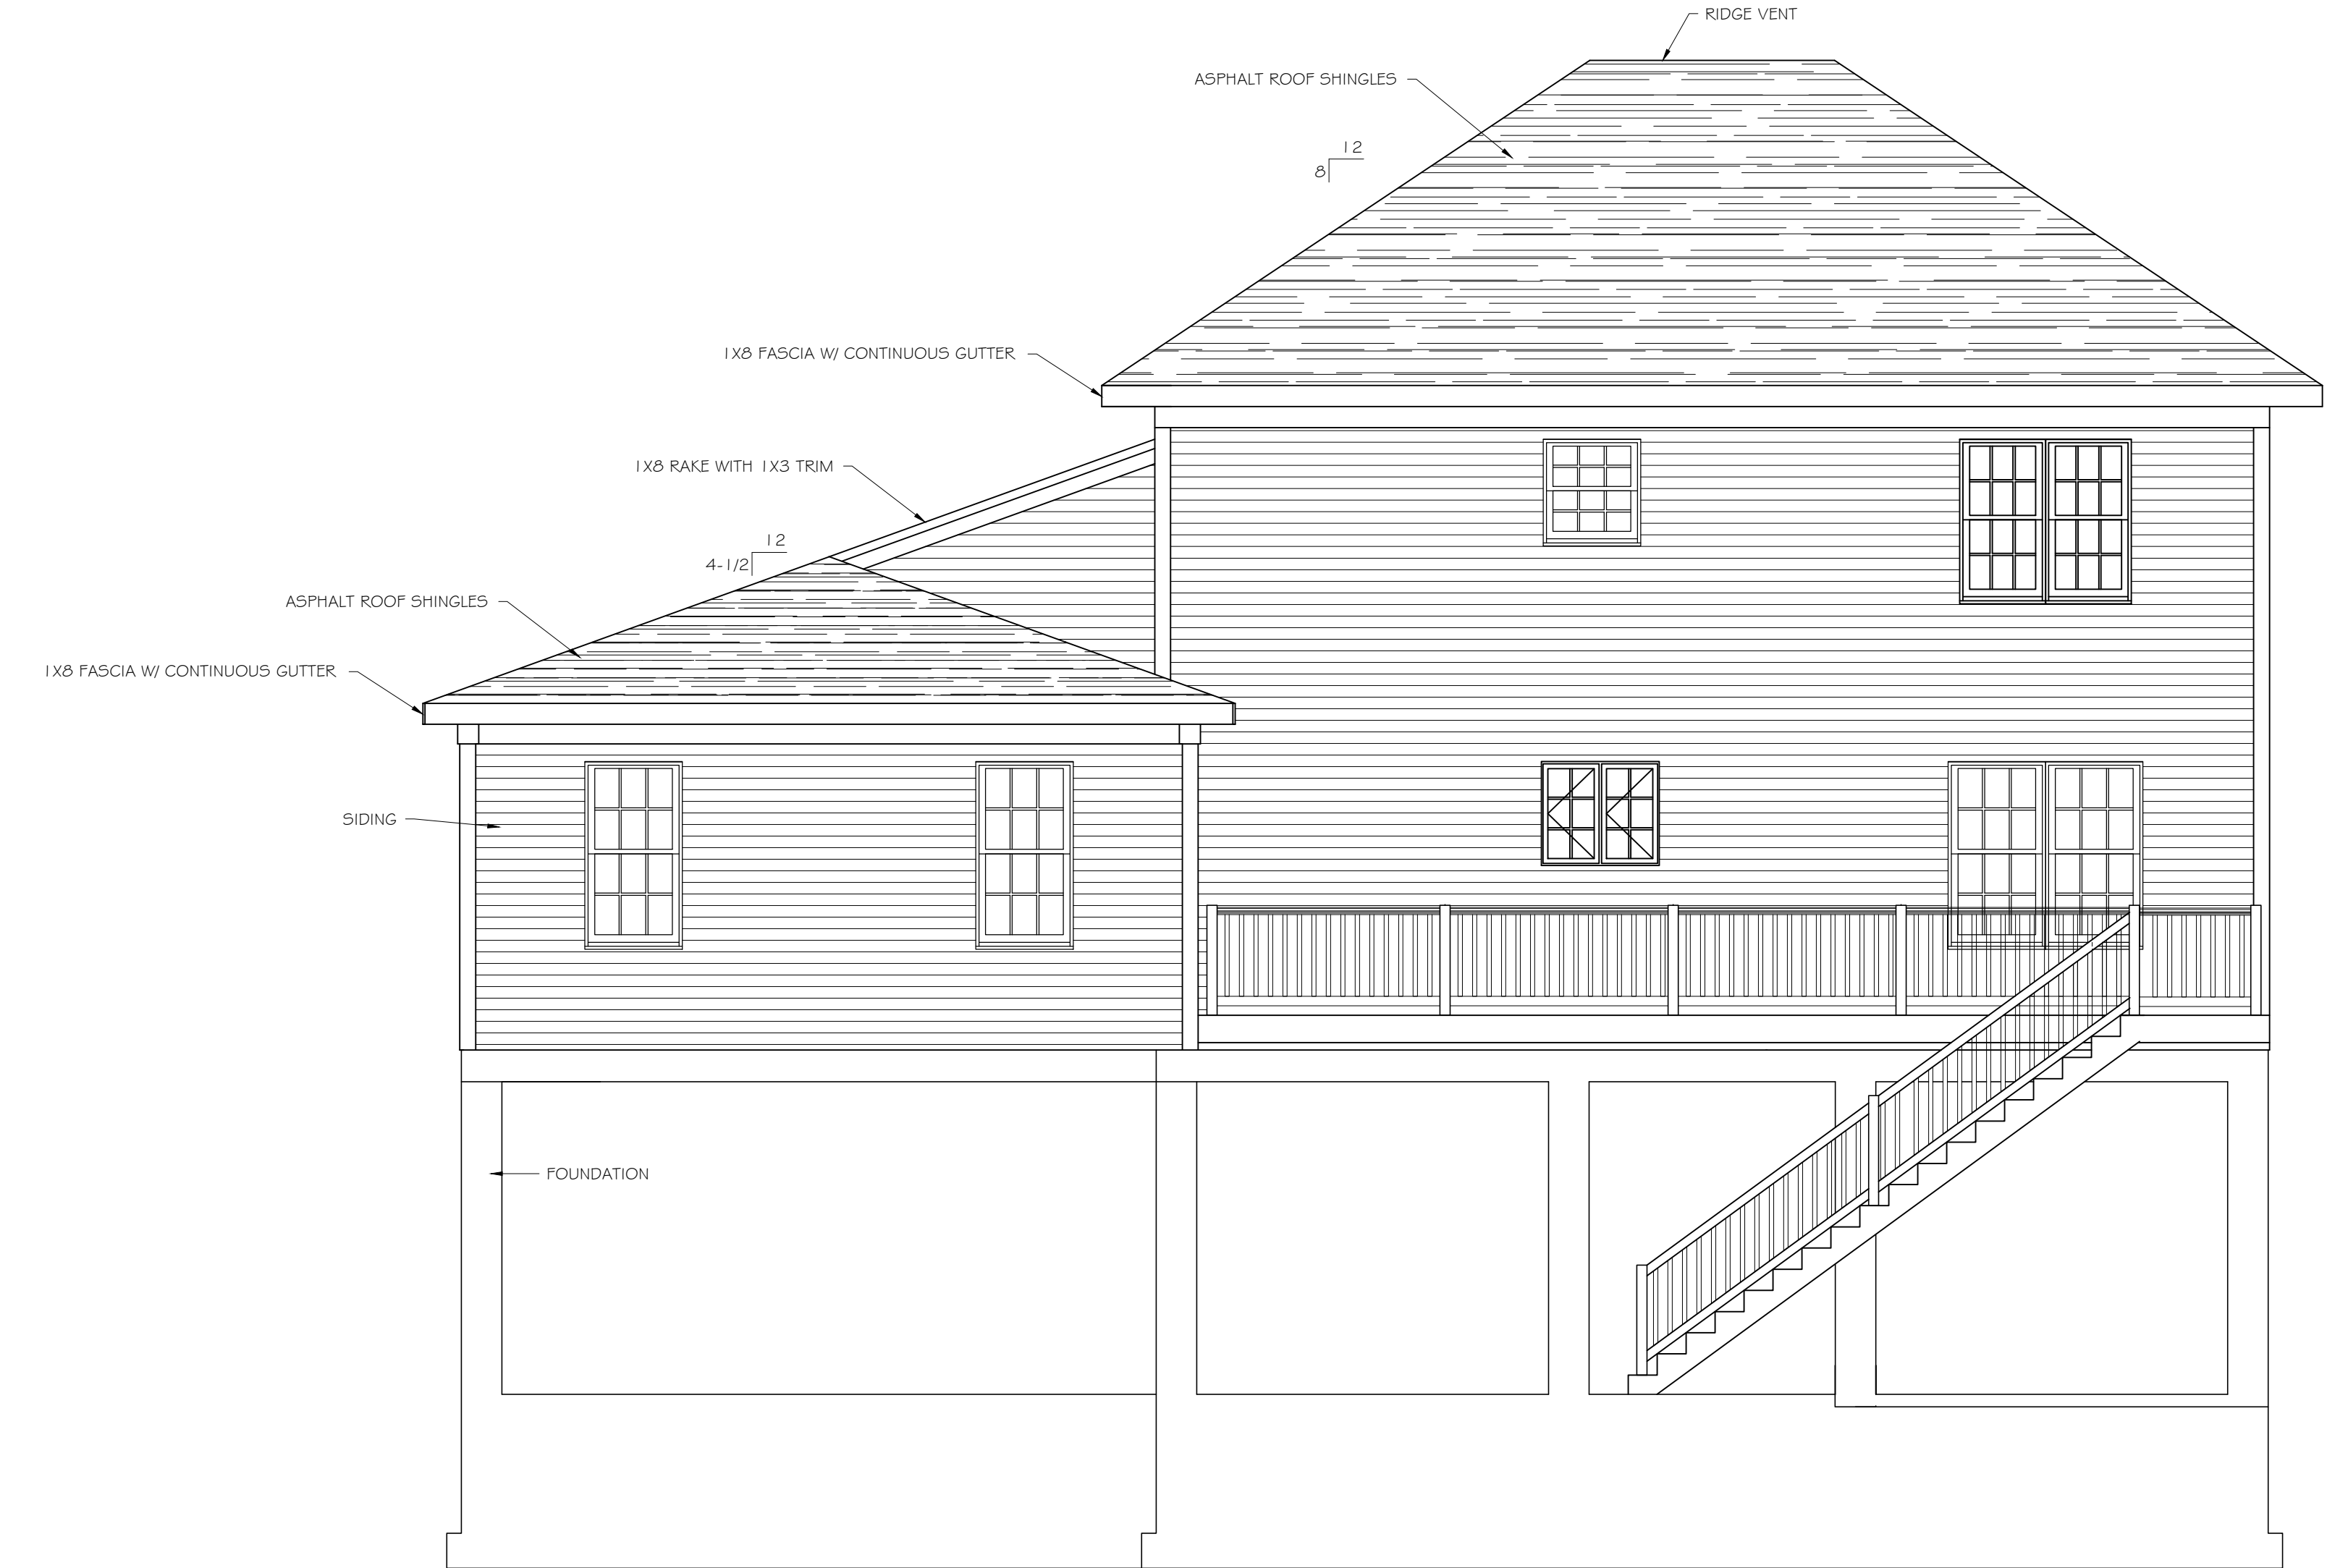 RIDGE VENT
ASPHALT ROOF SHINGLES
12
8
1X8 FASCIA W/ CONTINUOUS GUTTER
1X8 RAKE WITH 1X3 TRIM
12
4-1/2
ASPHALT ROOF SHINGLES
1X8 FASCIA W/ CONTINUOUS GUTTER
SIDING
FOUNDATION